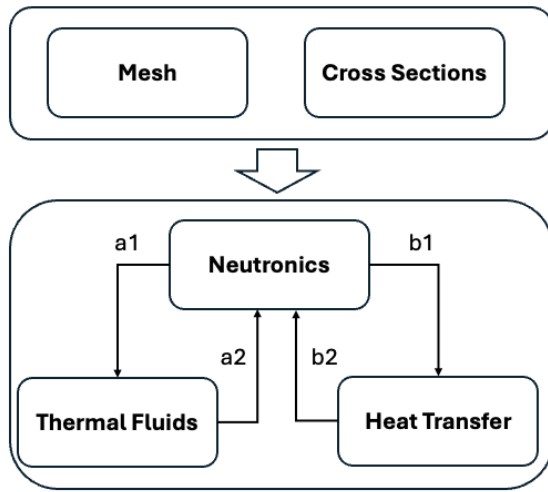 Mesh
Cross Sections
a1
b1
Neutronics
a2
b2
Thermal Fluids
Heat Transfer